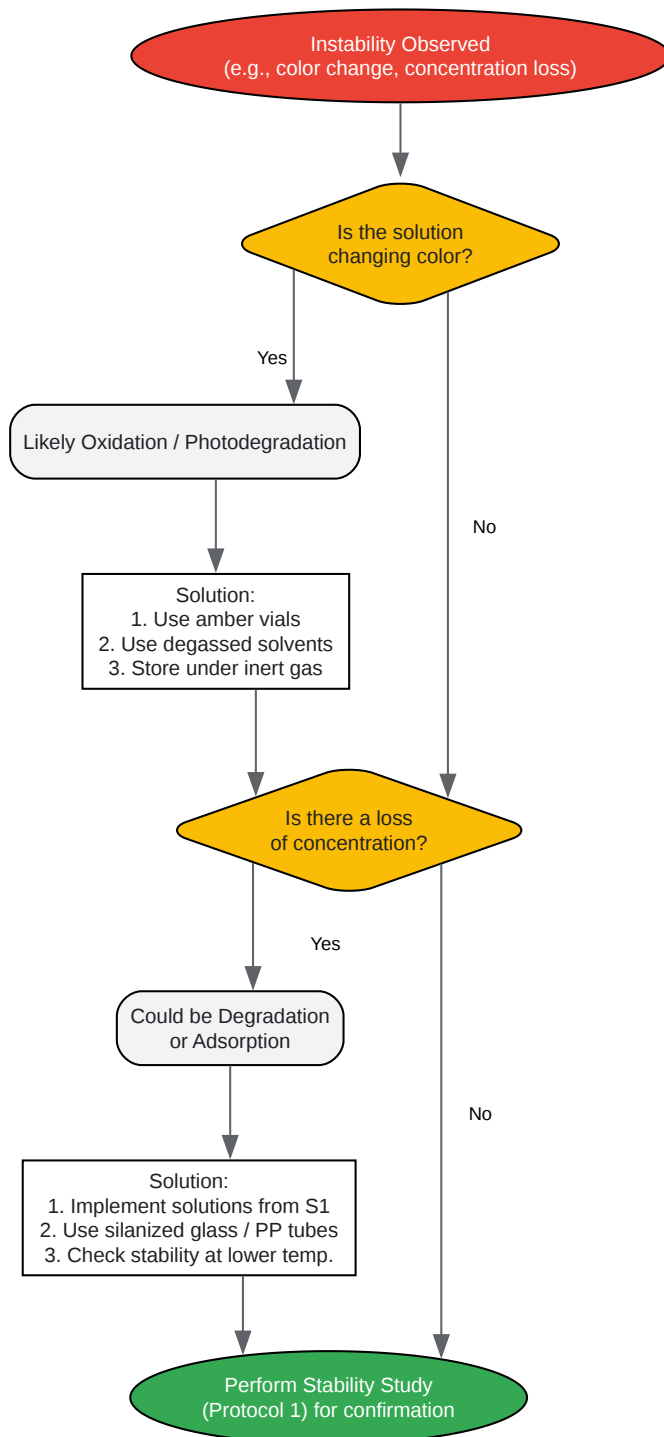 Instability Observed
(e.g., color change, concentration loss)
Is the solution
changing color?
Yes
Likely Oxidation / Photodegradation
No
Solution:
1. Use amber vials
2. Use degassed solvents
3. Store under inert gas
Is there a loss
of concentration?
Yes
Could be Degradation
or Adsorption
No
Solution:
1. Implement solutions from S1
2. Use silanized glass / PP tubes
3. Check stability at lower temp.
Perform Stability Study
(Protocol 1) for confirmation